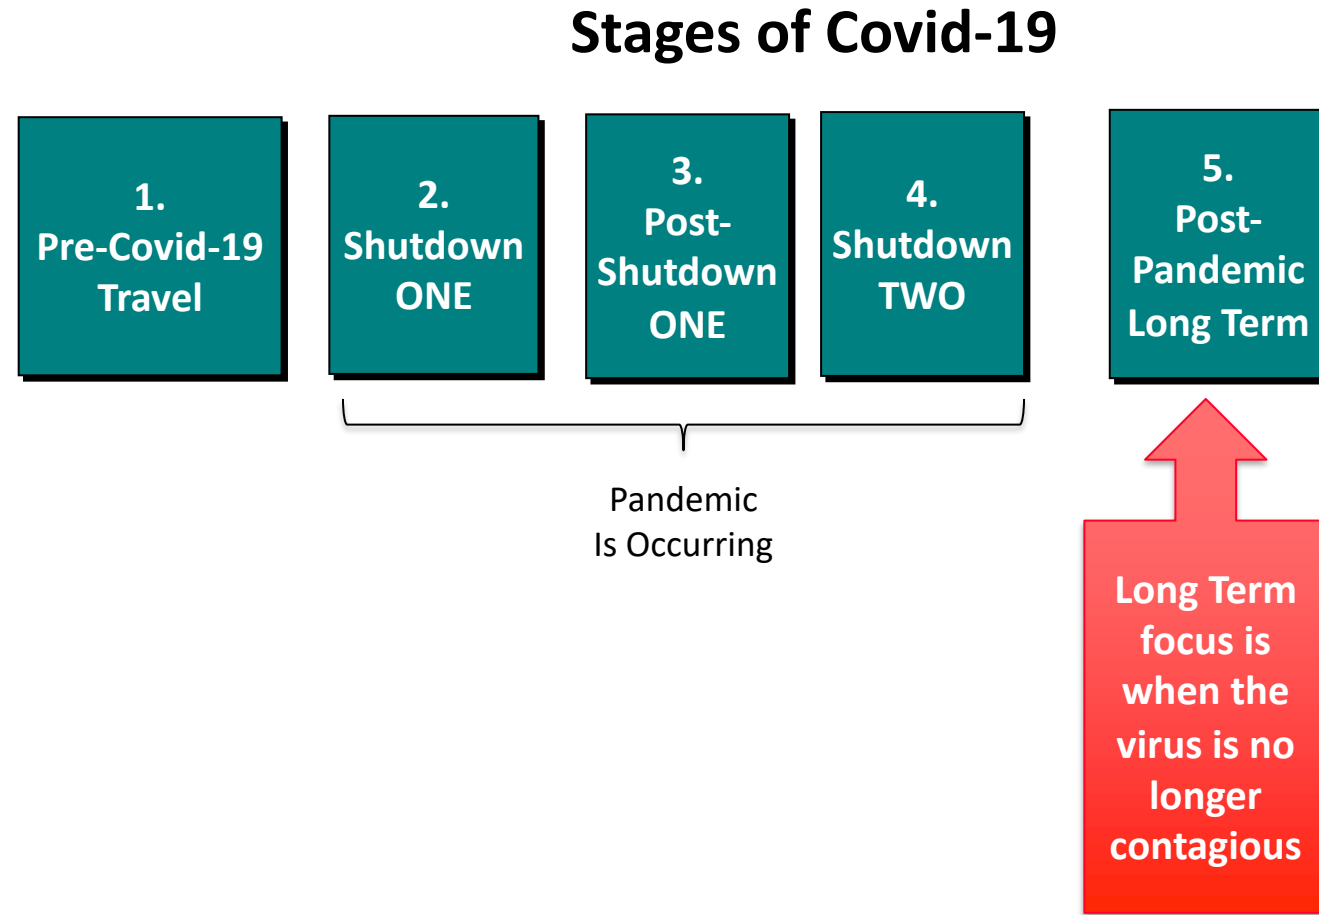 Stages of Covid-19
1.
Pre-Covid-19
Travel
2.
Shutdown
ONE
3.
Post-
Shutdown
ONE
4.
Shutdown
TWO
5.
Post-
Pandemic
Long Term
Pandemic
Is Occurring
Long Term
focus is
when the
virus is no
longer
contagious